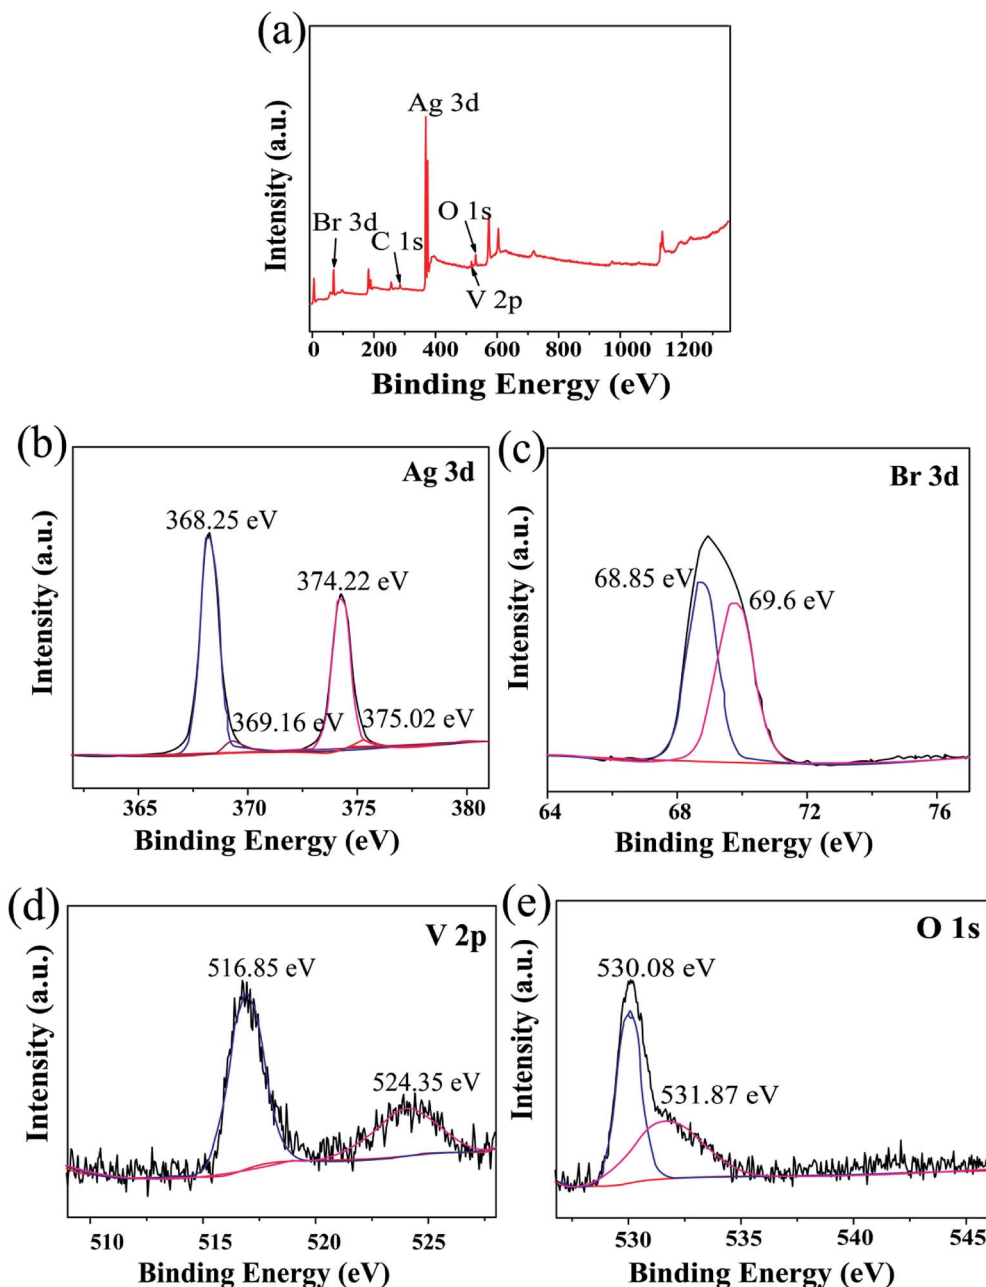 (a)
Intensity (a.u.)
Ag 3d
Br 3d
C 1s
O 1s
V 2p
0 200 400 600 800 1000 1200
Binding Energy (eV)
(b)
Intensity (a.u.)
Ag 3d
368.25 eV
374.22 eV
369.16 eV
375.02 eV
365 370 375 380
Binding Energy (eV)
(c)
Intensity (a.u.)
Br 3d
68.85 eV
69.6 eV
64 68 72 76
Binding Energy (eV)
(d)
Intensity (a.u.)
V 2p
516.85 eV
524.35 eV
510 515 520 525
Binding Energy (eV)
(e)
Intensity (a.u.)
O 1s
530.08 eV
531.87 eV
530 535 540 545
Binding Energy (eV)